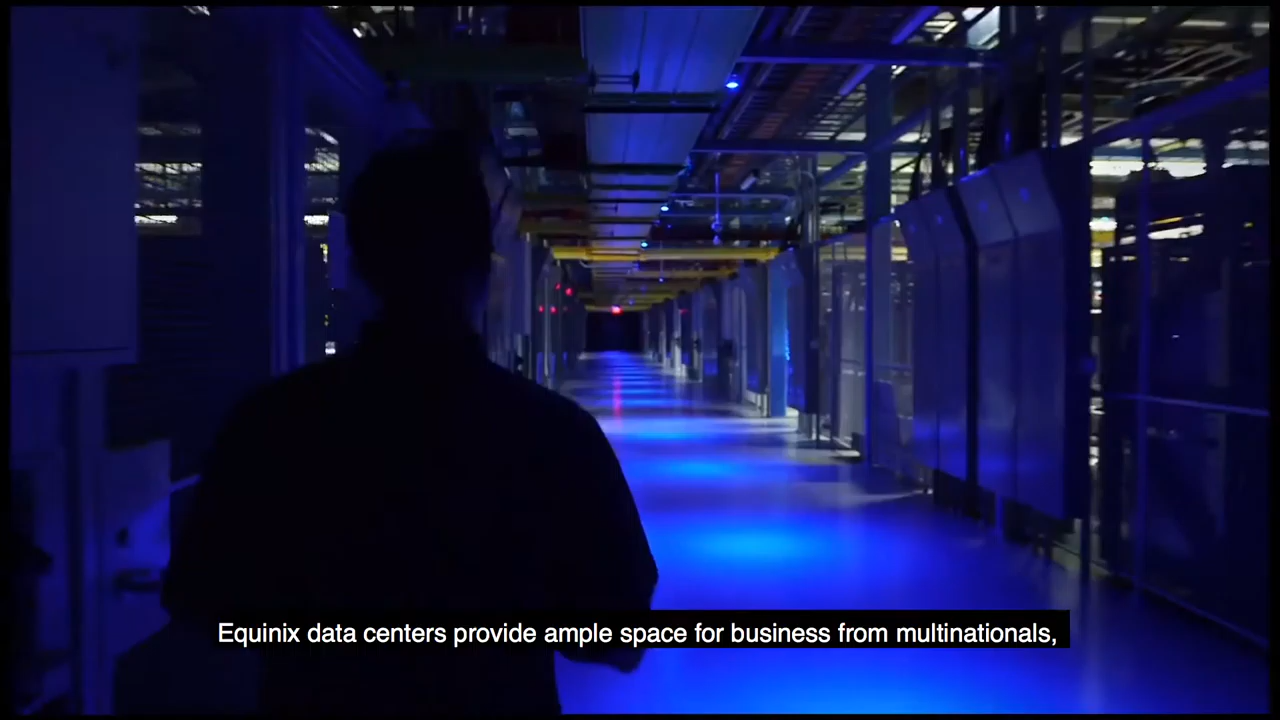 Equinix data centers provide ample space for business from multinationals,